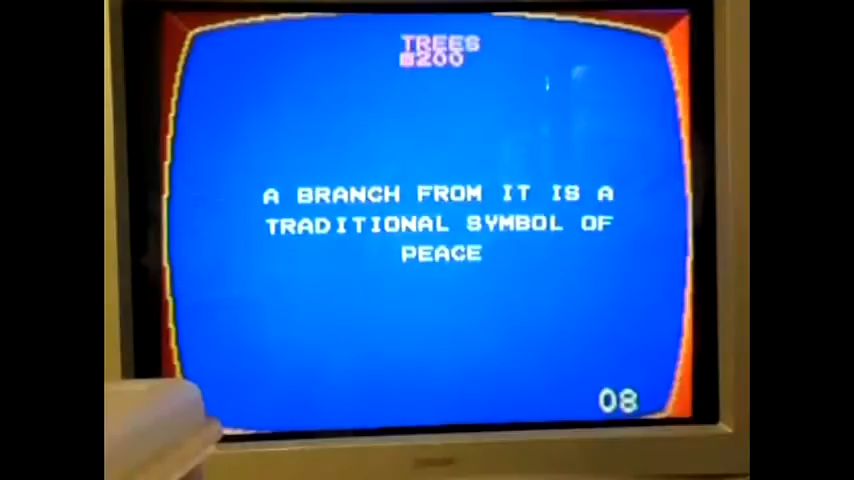 TREES
$200
A BRANCH FROM IT IS A
TRADITIONAL SYMBOL OF
PEACE
08